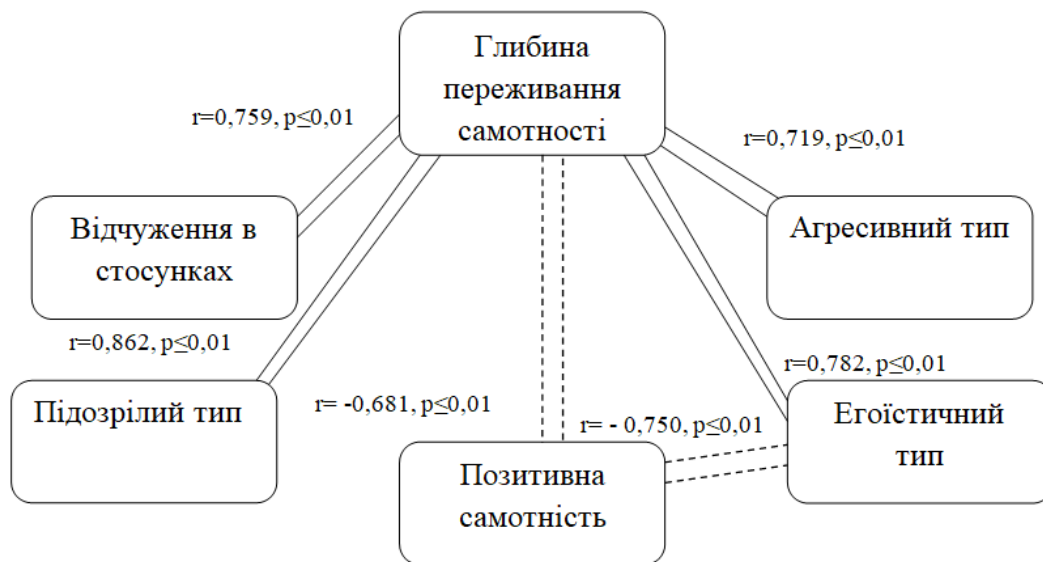 Глибина
переживання
самотності
r=0,759, p≤0,01
r=0,719, p≤0,01
Відчуження в
стосунках
Агресивний тип
r=0,862, p≤0,01
r=0,782, p≤0,01
Підозрілий тип
r= -0,681, p≤0,01
r= - 0,750, p≤0,01
Егоїстичний
тип
Позитивна
самотність